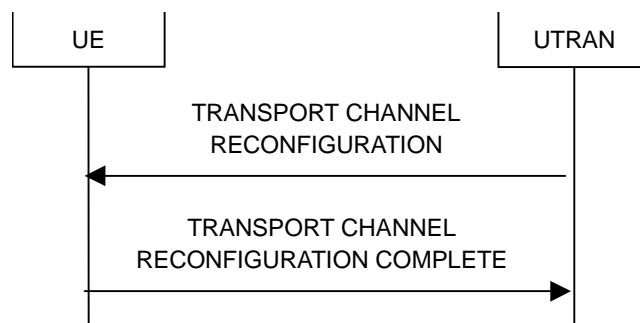 UE
UTRAN
TRANSPORT CHANNEL
RECONFIGURATION
TRANSPORT CHANNEL
RECONFIGURATION COMPLETE